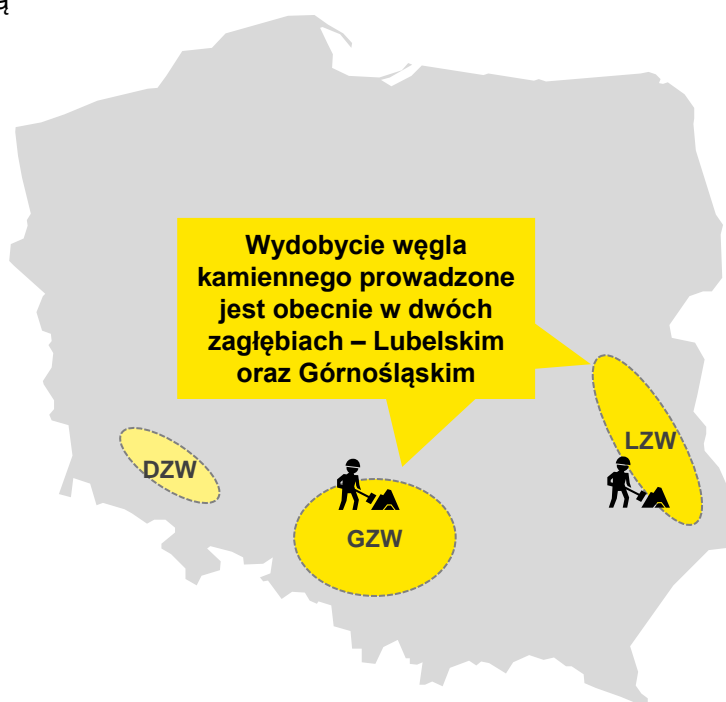 ą
Wydobycie węgla
kamiennego prowadzone
jest obecnie w dwóch
zagłębiach – Lubelskim
oraz Górnośląskim
LZW
DZW
GZW